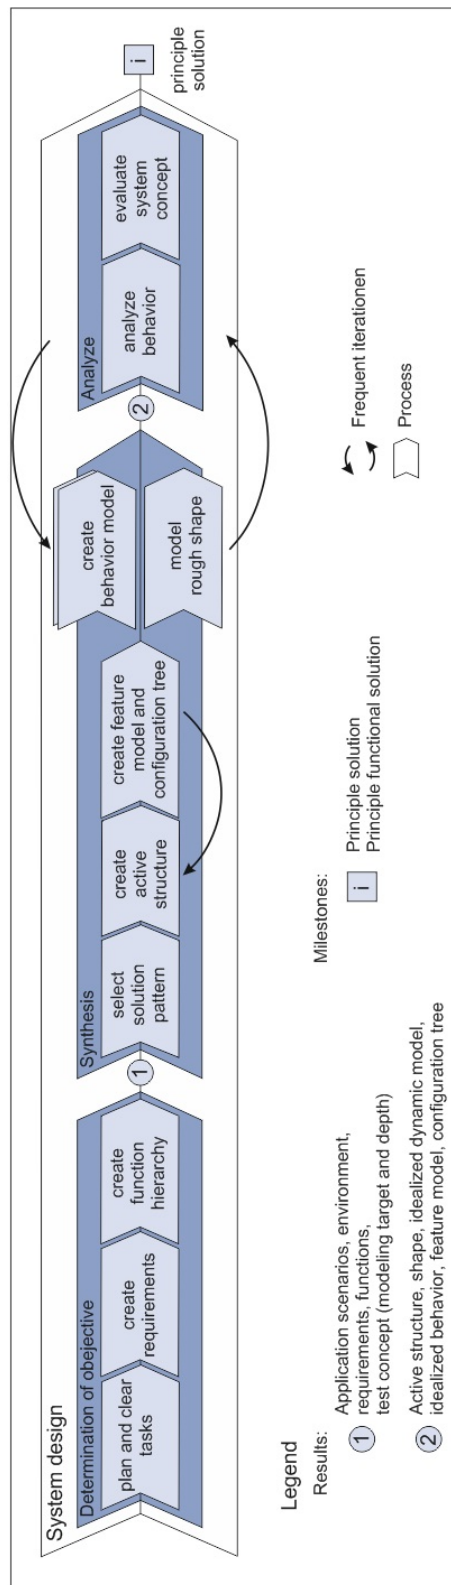 System design
Determination of obejective
plan and clear
tasks
create
requirements
create
function
hierarchy
1
Synthesis
select
solution
pattern
create
active
structure
create feature
model and
configuration tree
create
behavior model
model
rough shape
2
Analyze
analyze
behavior
evaluate
system
concept
i
principle
solution
Legend
Results:
1
Application scenarios, environment,
requirements, functions,
test concept (modeling target and depth)
2
Active structure, shape, idealized dynamic model,
idealized behavior, feature model, configuration tree
Milestones:
i
Principle solution
Principle functional solution
Frequent iterationen
Process